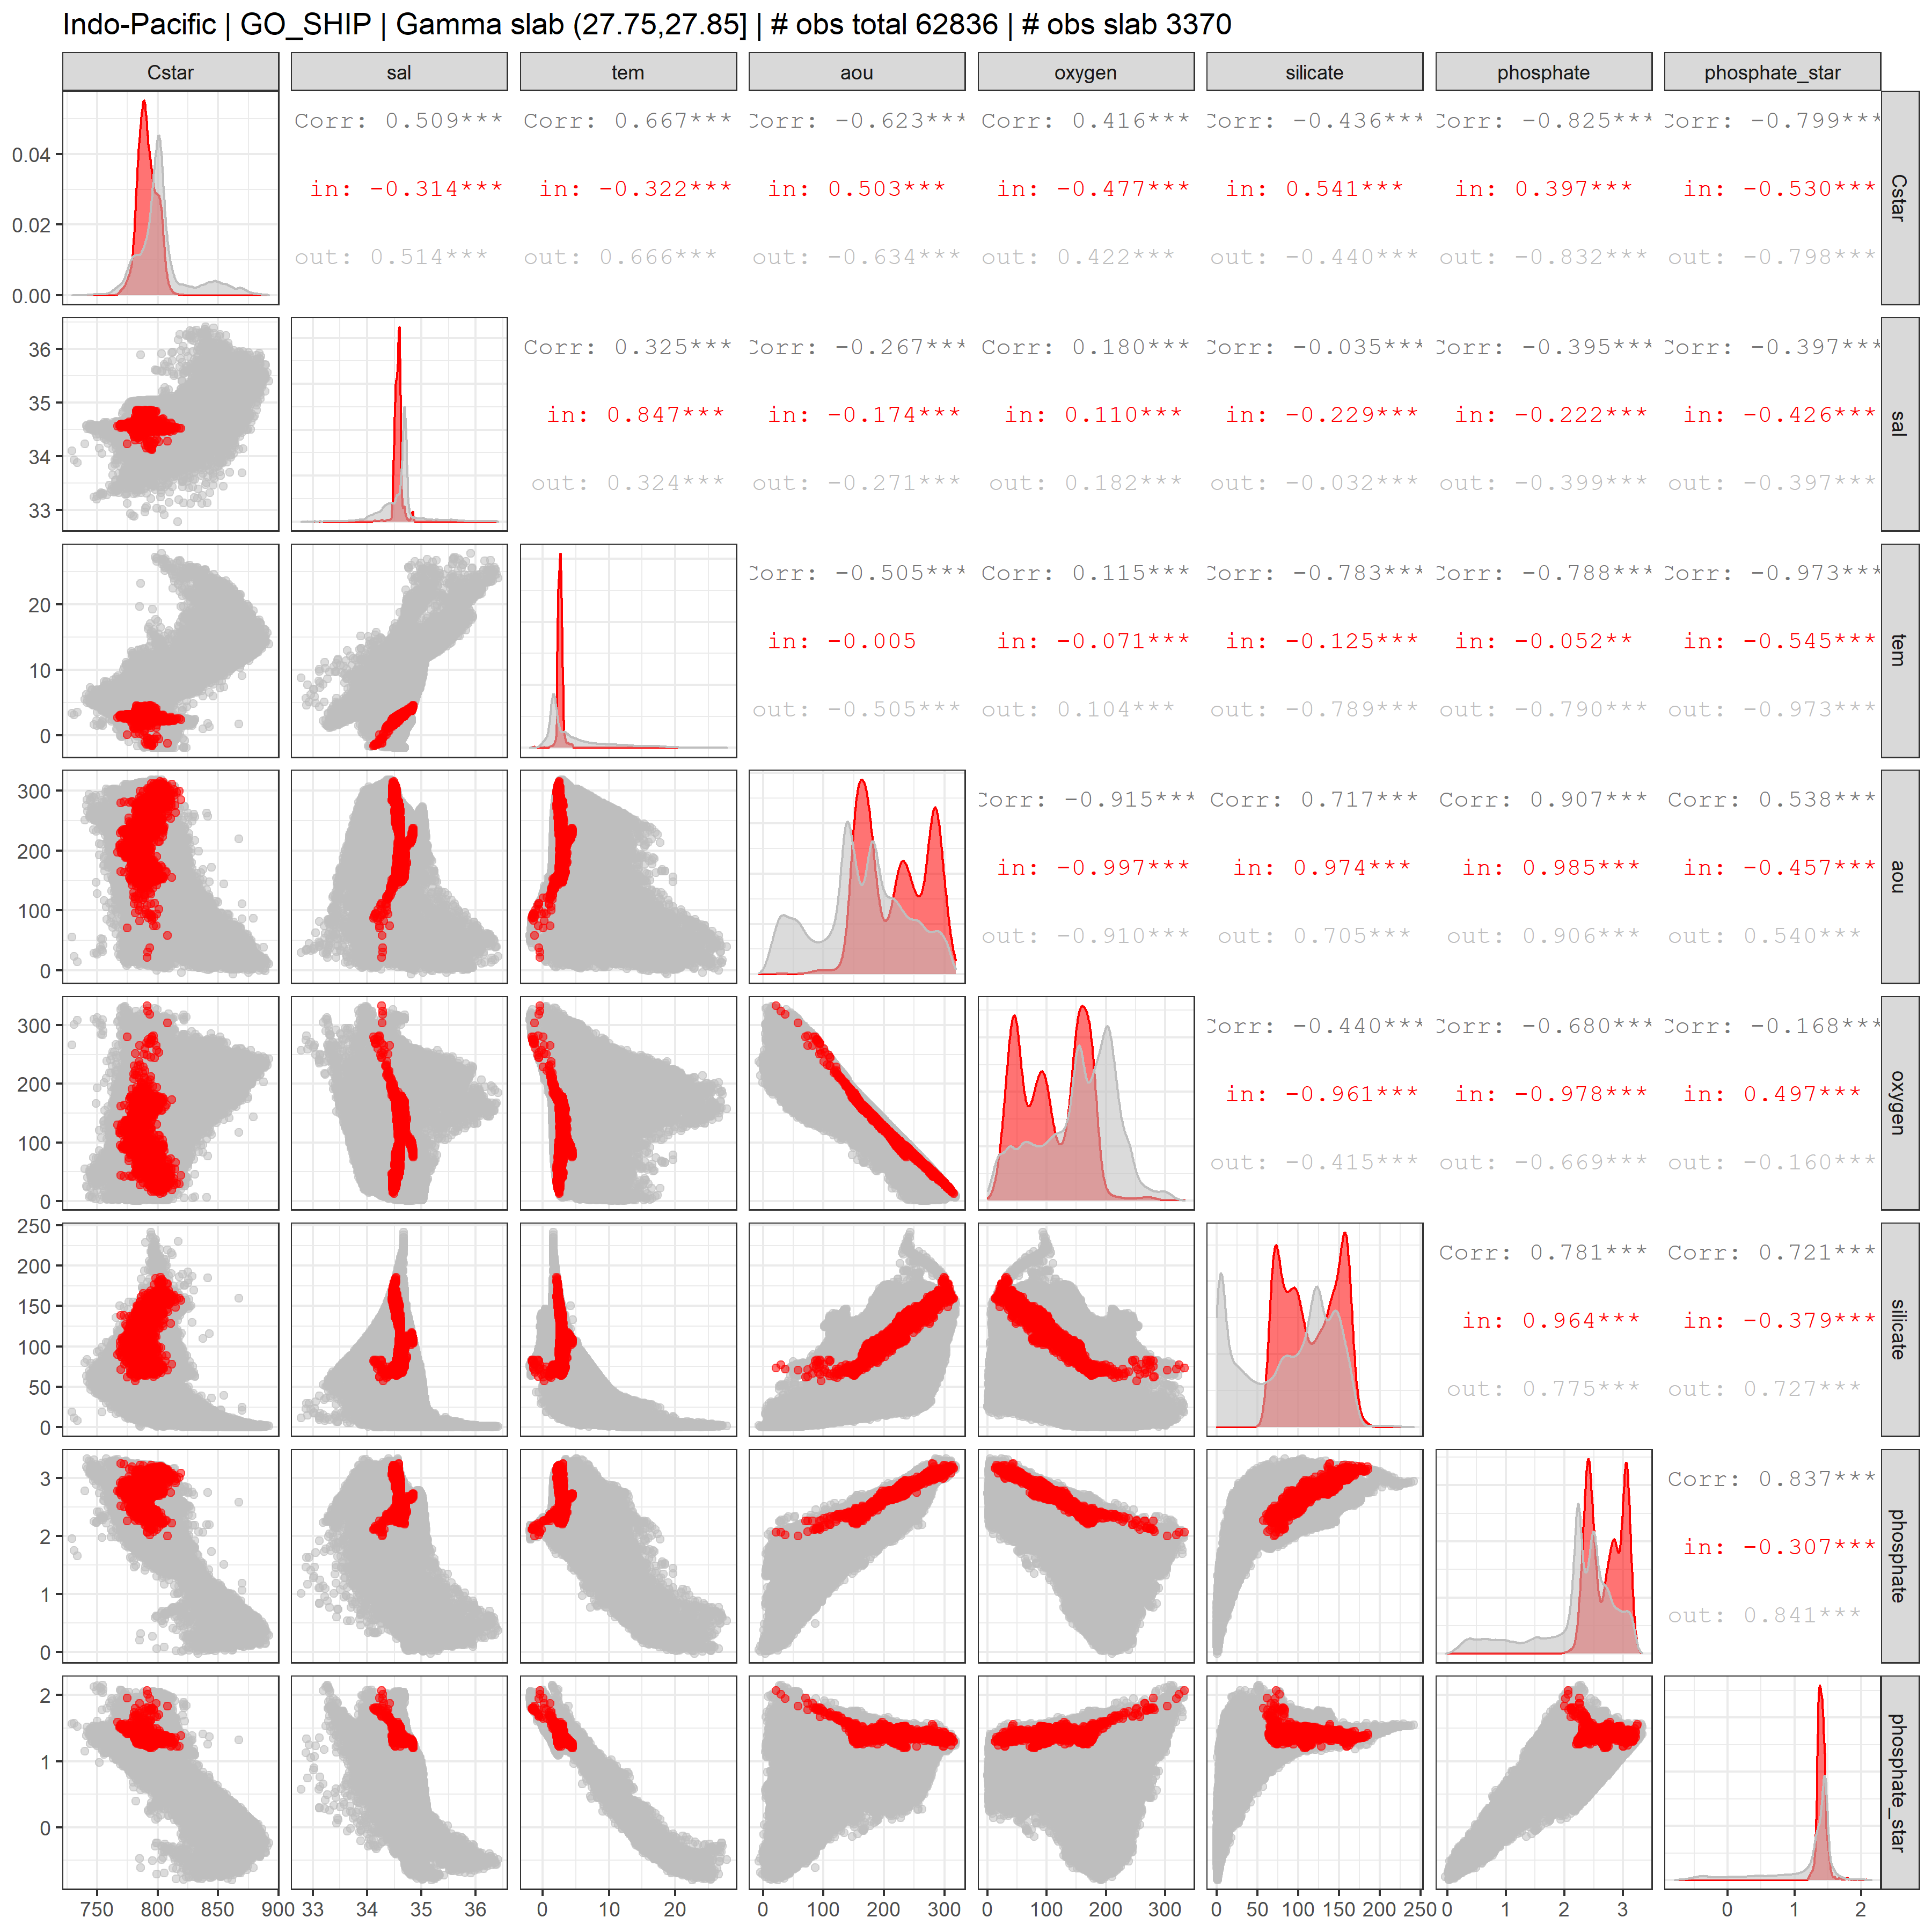 Indo-Pacific | GO_SHIP | Gamma slab (27.75,27.85] | # obs total 62836 | # obs slab 3370
Cstar sal tem aou oxygen silicate phosphate phosphate_star
Corr: 0.509*** Corr: 0.667*** Corr: -0.623*** Corr: 0.416*** Corr: -0.436*** Corr: -0.825*** Corr: -0.799***
0.04
in: -0.314*** in: -0.322*** in: 0.503*** in: -0.477*** in: 0.541*** in: 0.397*** in: -0.530***
Cstar
0.02
out: 0.514*** out: 0.666*** out: -0.634*** out: 0.422*** out: -0.440*** out: -0.832*** out: -0.798***
0.00
36
Corr: 0.325*** Corr: -0.267*** Corr: 0.180*** Corr: -0.035*** Corr: -0.395*** Corr: -0.397***
35
in: 0.847*** in: -0.174*** in: 0.110*** in: -0.229*** in: -0.222*** in: -0.426***
sal
34
out: 0.324*** out: -0.271*** out: 0.182*** out: -0.032*** out: -0.399*** out: -0.397***
33
Corr: -0.505*** Corr: 0.115*** Corr: -0.783*** Corr: -0.788*** Corr: -0.973***
20
in: -0.005 in: -0.071*** in: -0.125*** in: -0.052** in: -0.545***
tem
10
out: -0.505*** out: 0.104*** out: -0.789*** out: -0.790*** out: -0.973***
0
300
Corr: -0.915*** Corr: 0.717*** Corr: 0.907*** Corr: 0.538***
200
in: -0.997*** in: 0.974*** in: 0.985*** in: -0.457***
aou
100
out: -0.910*** out: 0.705*** out: 0.906*** out: 0.540***
0
300
Corr: -0.440*** Corr: -0.680*** Corr: -0.168***
200
in: -0.961*** in: -0.978*** in: 0.497***
oxygen
100
out: -0.415*** out: -0.669*** out: -0.160***
0
250
Corr: 0.781*** Corr: 0.721***
200
150
in: 0.964*** in: -0.379***
silicate
100
out: 0.775*** out: 0.727***
50
0
3
Corr: 0.837***
2
in: -0.307***
phosphate
1
out: 0.841***
0
2
1
phosphate_star
0
750 800 850 900 33 34 35 36 0 10 20 0 100 200 300 0 100 200 300 0 50 100 150 200 250 0 1 2 3 0 1 2